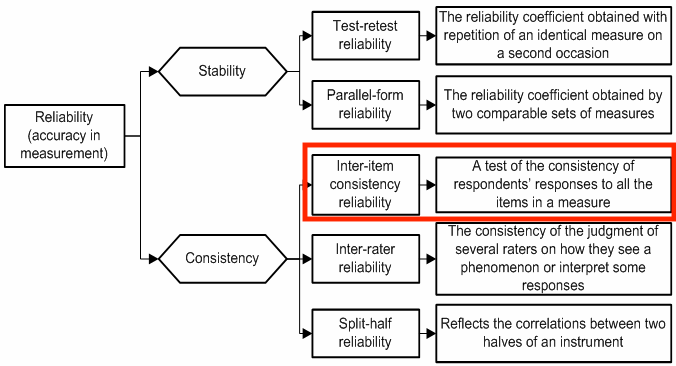 Reliability
(accuracy in
measurement)
Stability
Test-retest
reliability
The reliability coefficient obtained with
repetition of an identical measure on
a second occasion
Parallel-form
reliability
The reliability coefficient obtained by
two comparable sets of measures
Consistency
Inter-item
consistency
reliability
A test of the consistency of
respondents' responses to all the
items in a measure
Inter-rater
reliability
The consistency of the judgment of
several raters on how they see a
phenomenon or interpret some
responses
Split-half
reliability
Reflects the correlations between two
halves of an instrument